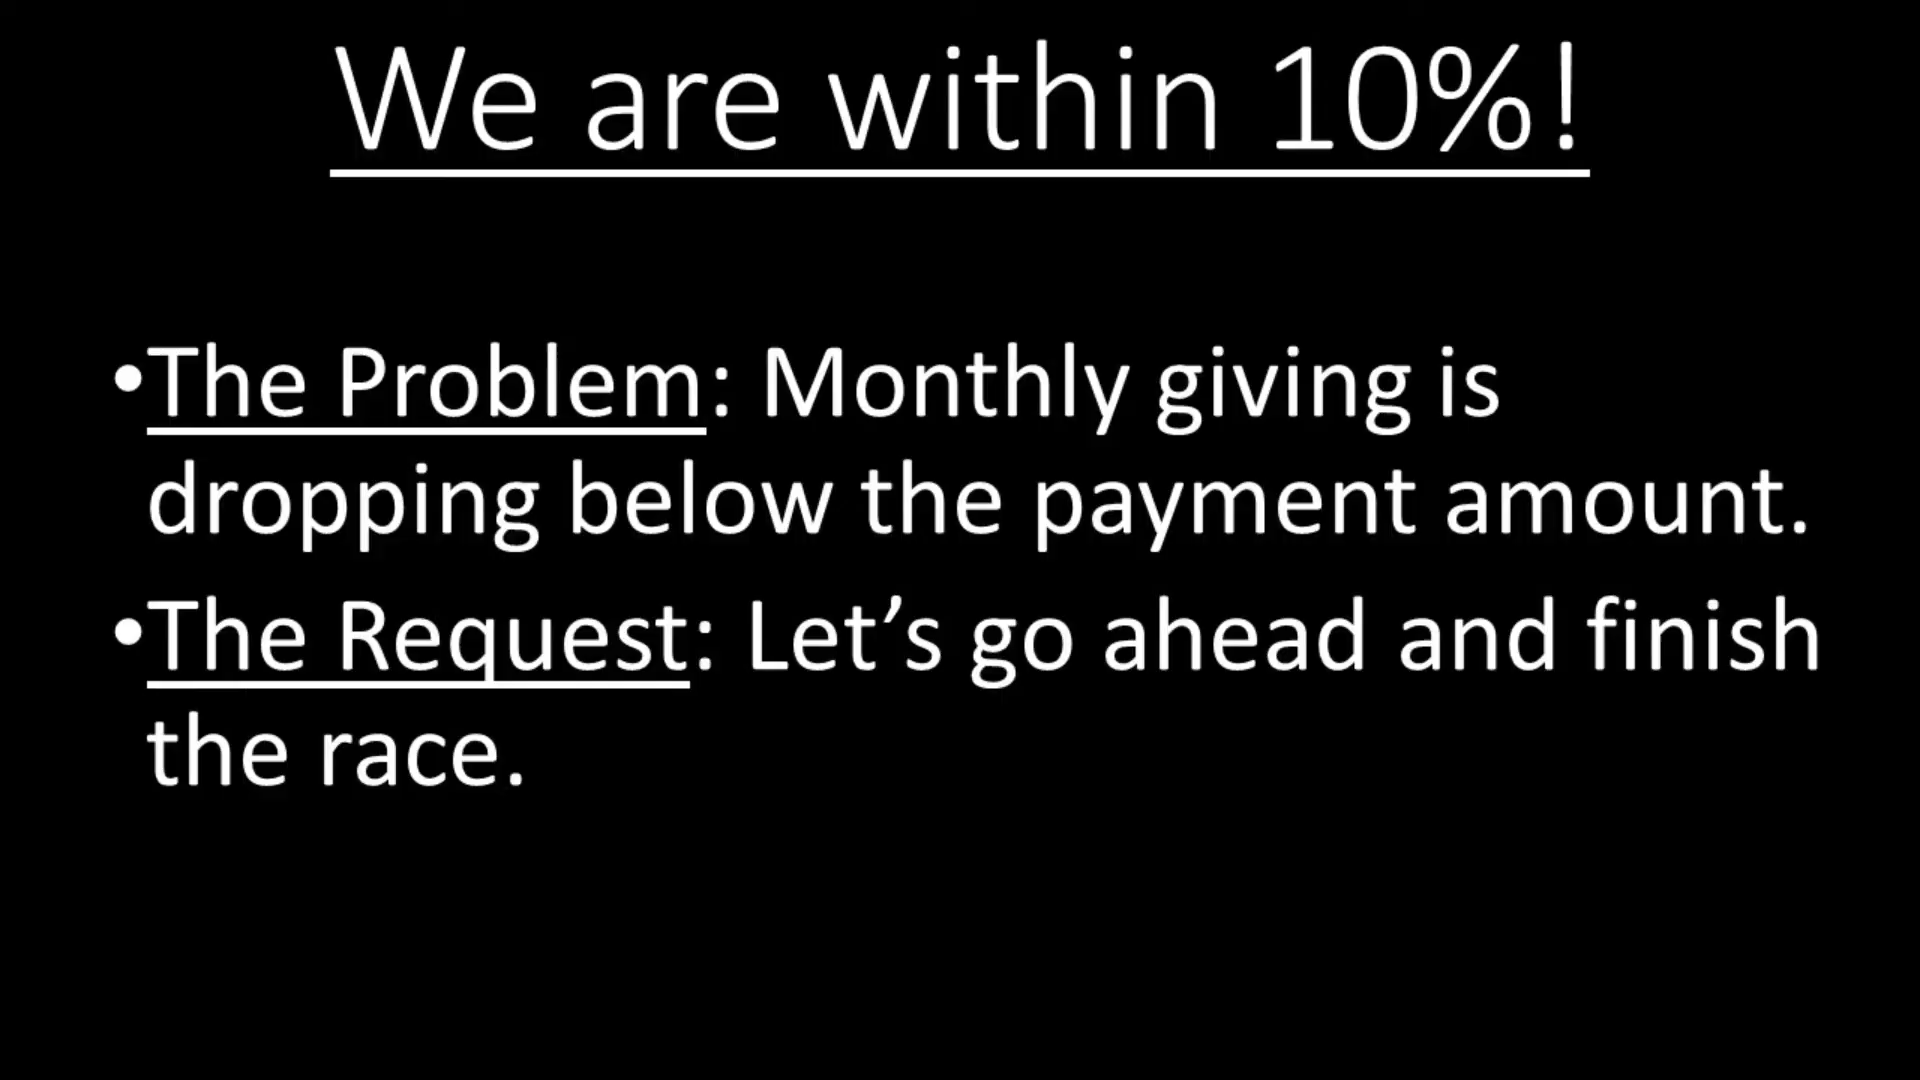 We are within 10%!
•The Problem: Monthly giving is
dropping below the payment amount.
•The Request: Let’s go ahead and finish
the race.